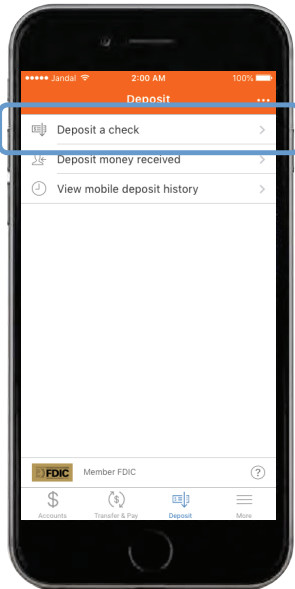 Jandal 2:00 AM 100%
Deposit
Deposit a check
Deposit money received
View mobile deposit history
FDIC Member FDIC ?
Accounts Transfer & Pay Deposit More